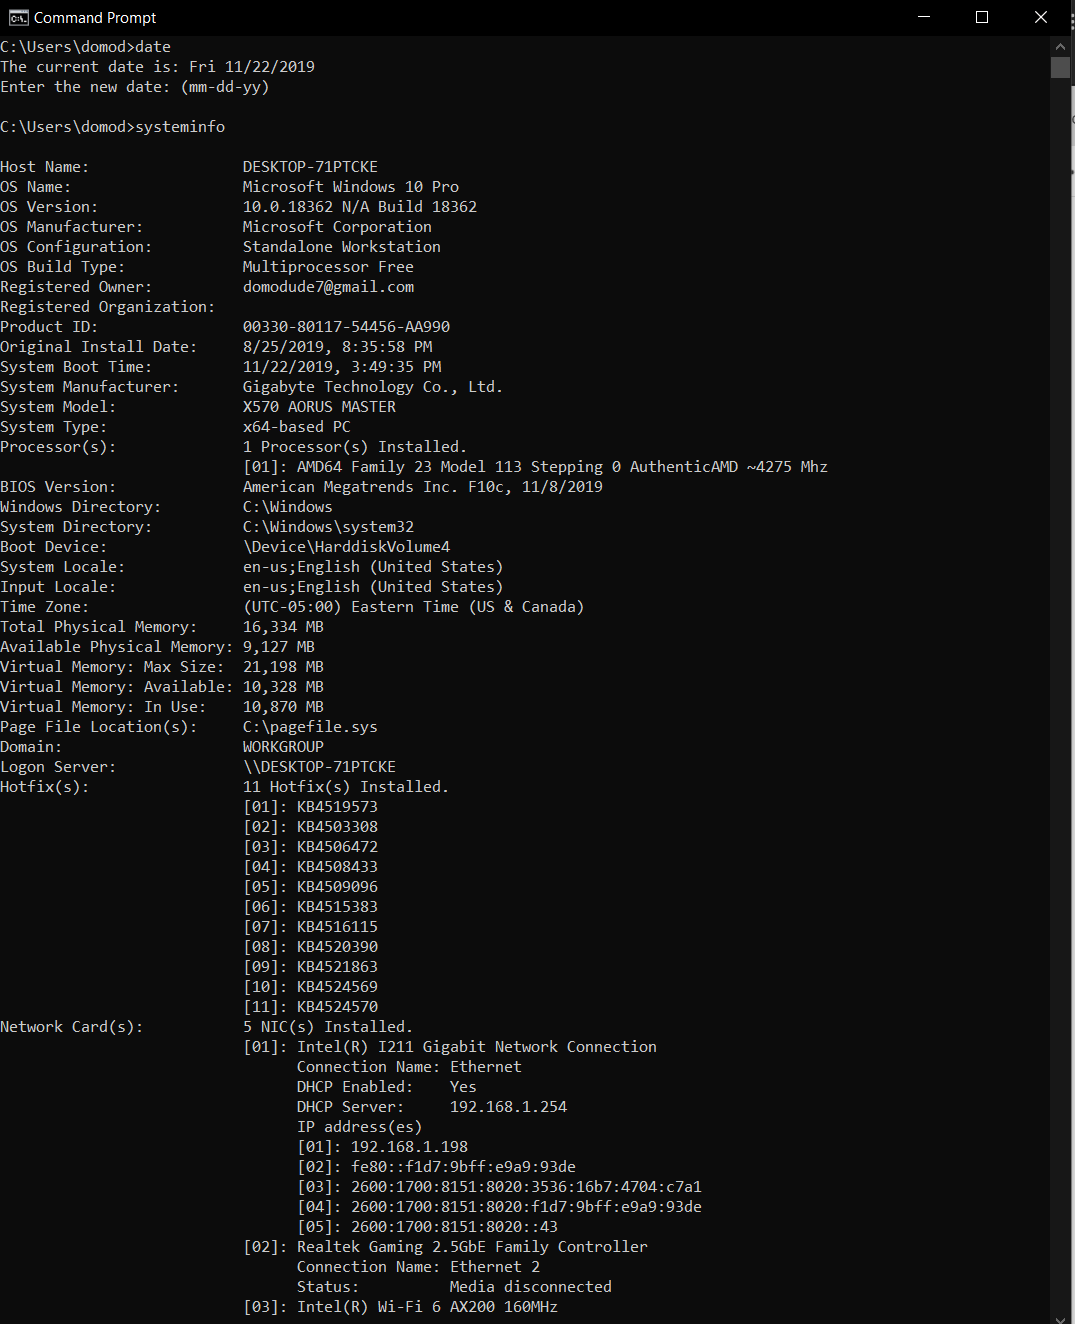 Command Prompt
C:\Users\domod>date
The current date is: Fri 11/22/2019
Enter the new date: (mm-dd-yy)
C:\Users\domod>systeminfo
Host Name:                 DESKTOP-71PTCKE
OS Name:                   Microsoft Windows 10 Pro
OS Version:                10.0.18362 N/A Build 18362
OS Manufacturer:           Microsoft Corporation
OS Configuration:          Standalone Workstation
OS Build Type:             Multiprocessor Free
Registered Owner:          domodude7@gmail.com
Registered Organization:
Product ID:                00330-80117-54456-AA990
Original Install Date:     8/25/2019, 8:35:58 PM
System Boot Time:          11/22/2019, 3:49:35 PM
System Manufacturer:       Gigabyte Technology Co., Ltd.
System Model:              X570 AORUS MASTER
System Type:               x64-based PC
Processor(s):              1 Processor(s) Installed.
                           [01]: AMD64 Family 23 Model 113 Stepping 0 AuthenticAMD ~4275 Mhz
BIOS Version:              American Megatrends Inc. F10c, 11/8/2019
Windows Directory:         C:\Windows
System Directory:          C:\Windows\system32
Boot Device:               \Device\HarddiskVolume4
System Locale:             en-us;English (United States)
Input Locale:              en-us;English (United States)
Time Zone:                 (UTC-05:00) Eastern Time (US & Canada)
Total Physical Memory:     16,334 MB
Available Physical Memory: 9,127 MB
Virtual Memory: Max Size:  21,198 MB
Virtual Memory: Available: 10,328 MB
Virtual Memory: In Use:    10,870 MB
Page File Location(s):     C:\pagefile.sys
Domain:                    WORKGROUP
Logon Server:              \\DESKTOP-71PTCKE
Hotfix(s):                 11 Hotfix(s) Installed.
                           [01]: KB4519573
                           [02]: KB4503308
                           [03]: KB4506472
                           [04]: KB4508433
                           [05]: KB4509096
                           [06]: KB4515383
                           [07]: KB4516115
                           [08]: KB4520390
                           [09]: KB4521863
                           [10]: KB4524569
                           [11]: KB4524570
Network Card(s):           5 NIC(s) Installed.
                           [01]: Intel(R) I211 Gigabit Network Connection
                                 Connection Name: Ethernet
                                 DHCP Enabled:    Yes
                                 DHCP Server:     192.168.1.254
                                 IP address(es)
                                 [01]: 192.168.1.198
                                 [02]: fe80::f1d7:9bff:e9a9:93de
                                 [03]: 2600:1700:8151:8020:3536:16b7:4704:c7a1
                                 [04]: 2600:1700:8151:8020:f1d7:9bff:e9a9:93de
                                 [05]: 2600:1700:8151:8020::43
                           [02]: Realtek Gaming 2.5GbE Family Controller
                                 Connection Name: Ethernet 2
                                 Status:          Media disconnected
                           [03]: Intel(R) Wi-Fi 6 AX200 160MHz